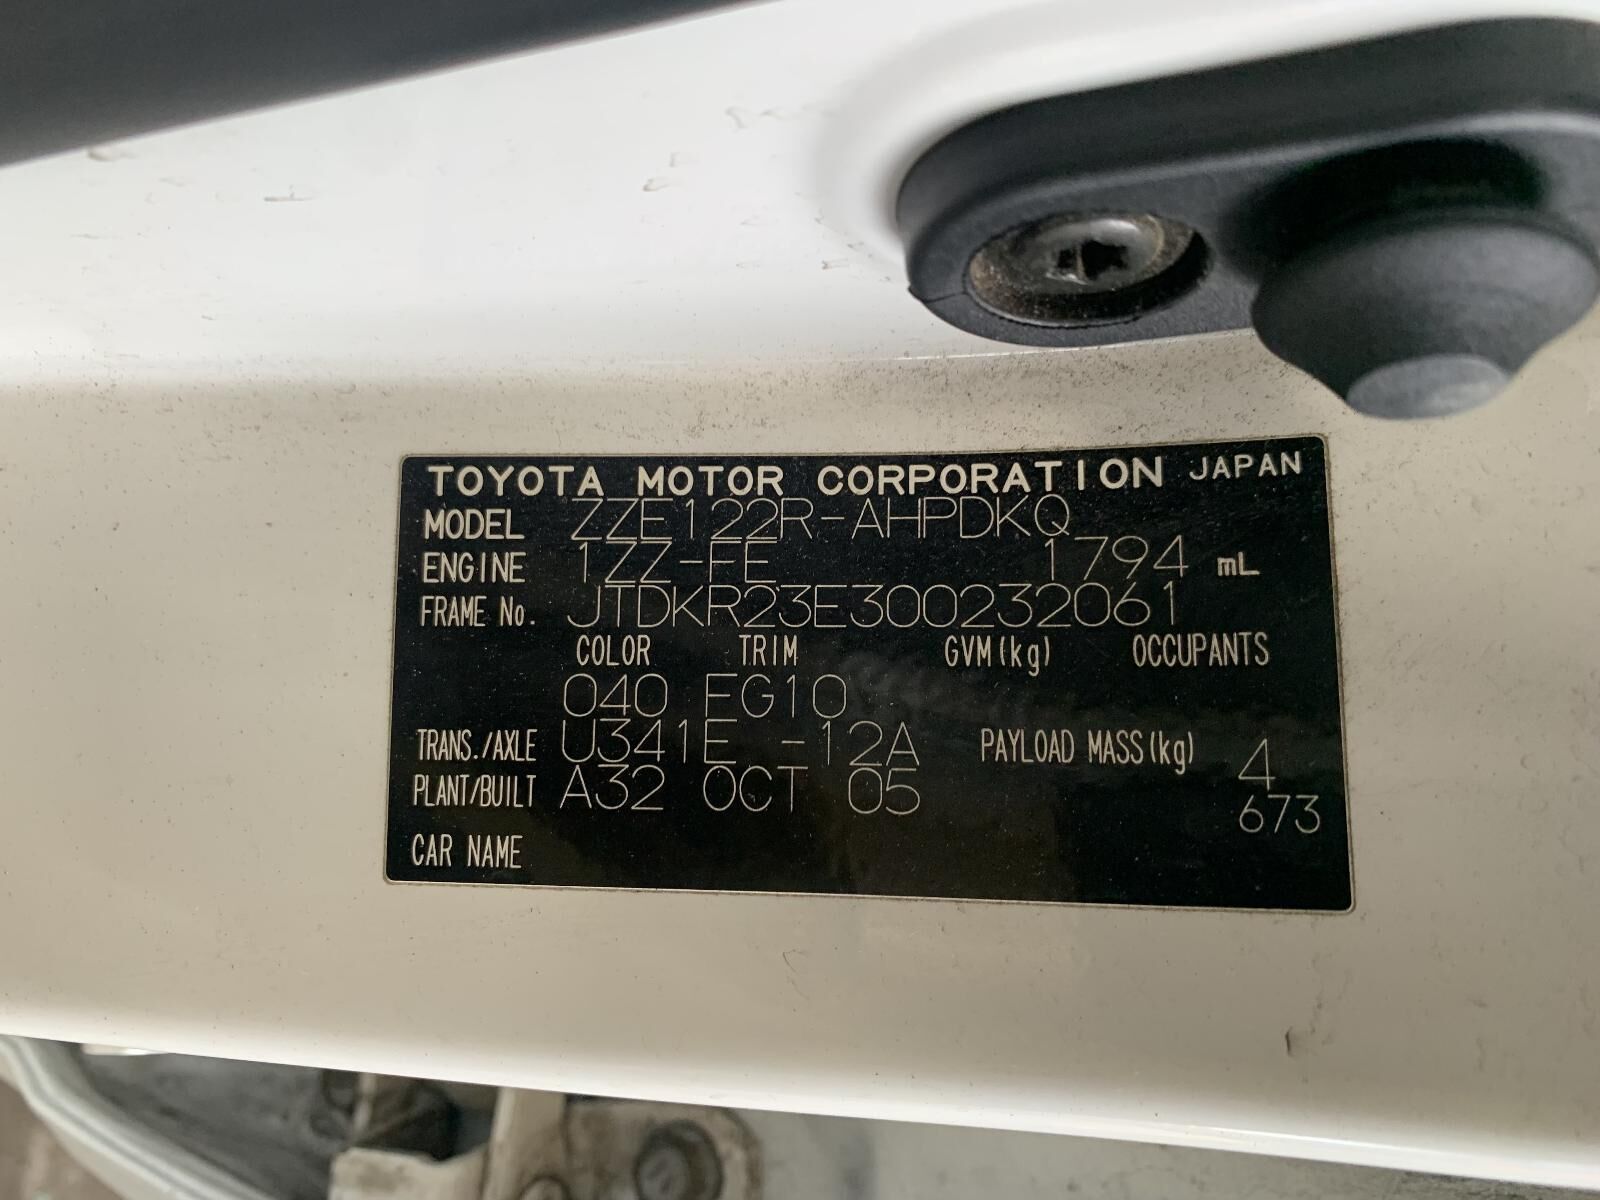 TOYOTA MOTOR CORPORATION JAPAN
MODEL ZZE122R-AHPDKQ
ENGINE 1ZZ-FE 1794 mL
FRAME No. JTDKR23E300232061
COLOR TRIM GVM(kg) OCCUPANTS
040 EG10
TRANS./AXLE U341E -12A PAYLOAD MASS(kg) 4
PLANT/BUILT A32 OCT 05 673
CAR NAME